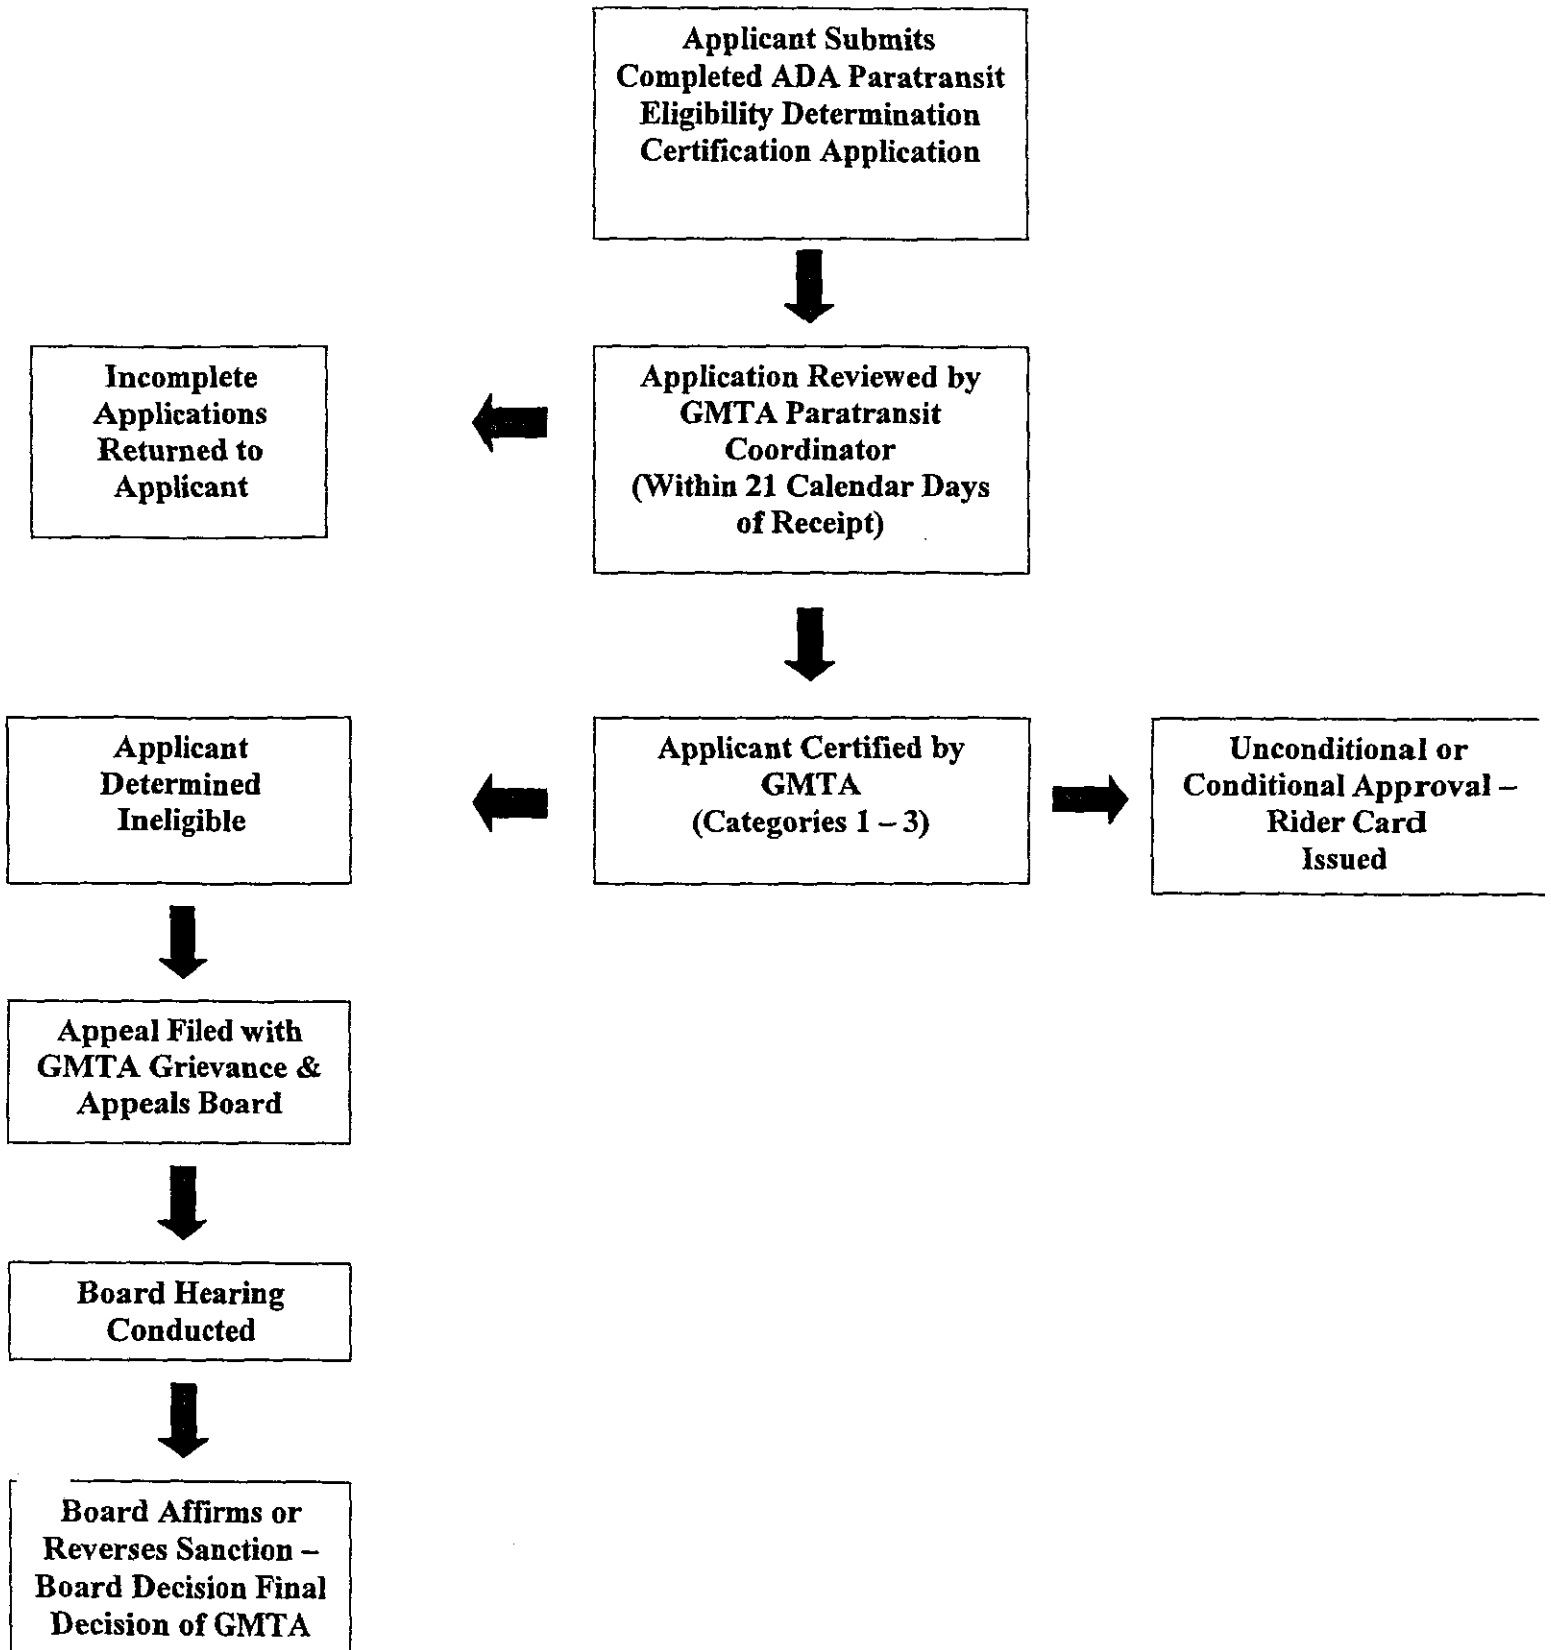 Applicant Submits
Completed ADA Paratransit
Eligibility Determination
Certification Application
Incomplete
Applications
Returned to
Applicant
Application Reviewed by
GMTA Paratransit
Coordinator
(Within 21 Calendar Days
of Receipt)
Applicant
Determined
Ineligible
Applicant Certified by
GMTA
(Categories 1 – 3)
Unconditional or
Conditional Approval –
Rider Card
Issued
Appeal Filed with
GMTA Grievance &
Appeals Board
Board Hearing
Conducted
Board Affirms or
Reverses Sanction –
Board Decision Final
Decision of GMTA